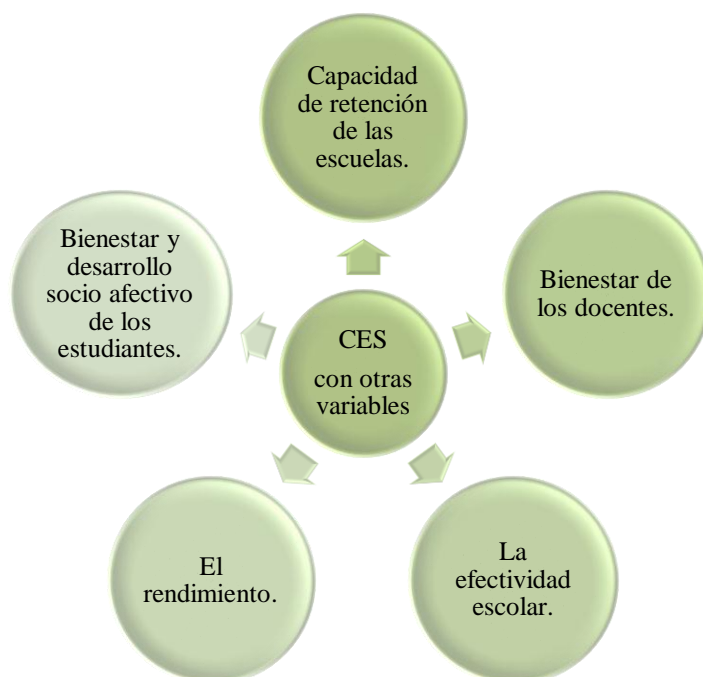 Capacidad
de retención
de las
escuelas.
Bienestar y
desarrollo
socio afectivo
de los
estudiantes.
Bienestar de
los docentes.
CES
con otras
variables
El
rendimiento.
La
efectividad
escolar.